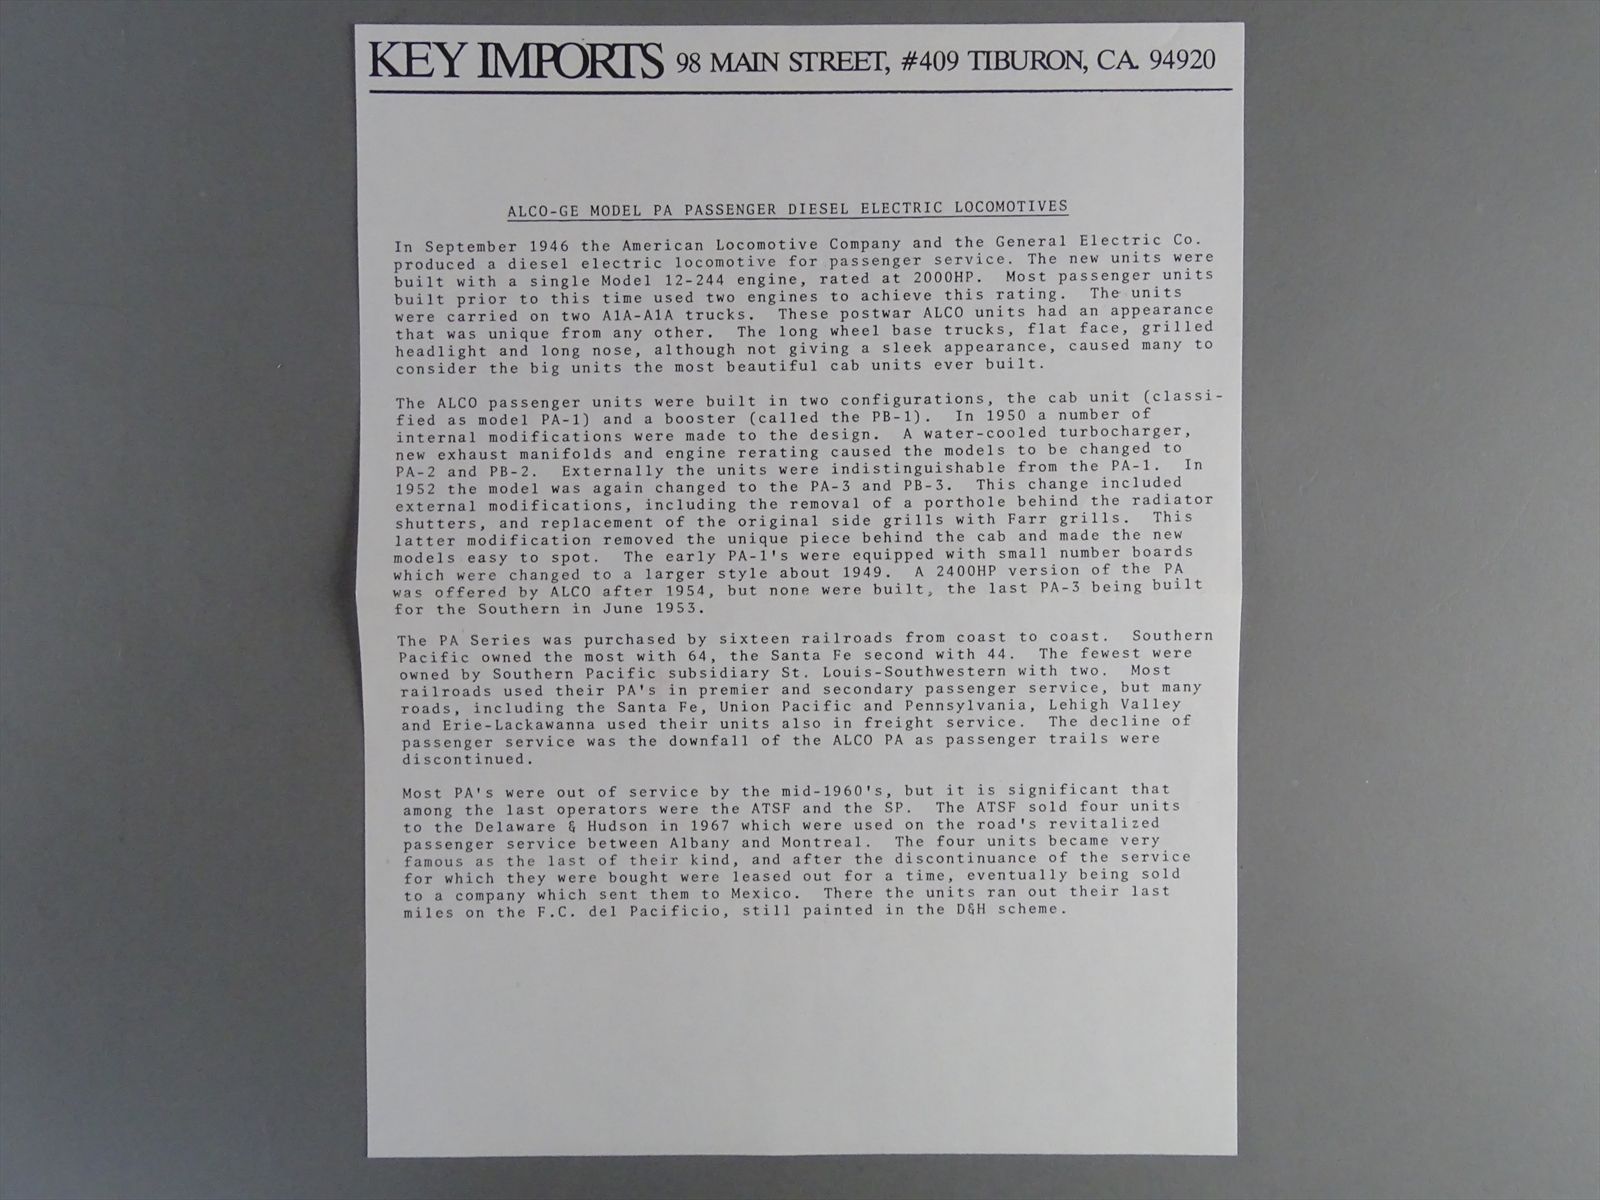 KEY IMPORTS 98 MAIN STREET, #409 TIBURON, CA. 94920
ALCO-GE MODEL PA PASSENGER DIESEL ELECTRIC LOCOMOTIVES
In September 1946 the American Locomotive Company and the General Electric Co.
produced a diesel electric locomotive for passenger service. The new units were
built with a single Model 12-244 engine, rated at 2000HP. Most passenger units
built prior to this time used two engines to achieve this rating. The units
were carried on two A1A-A1A trucks. These postwar ALCO units had an appearance
that was unique from any other. The long wheel base trucks, flat face, grilled
headlight and long nose, although not giving a sleek appearance, caused many to
consider the big units the most beautiful cab units ever built.
The ALCO passenger units were built in two configurations, the cab unit (classi-
fied as model PA-1) and a booster (called the PB-1). In 1950 a number of
internal modifications were made to the design. A water-cooled turbocharger,
new exhaust manifolds and engine rerating caused the models to be changed to
PA-2 and PB-2. Externally the units were indistinguishable from the PA-1. In
1952 the model was again changed to the PA-3 and PB-3. This change included
external modifications, including the removal of a porthole behind the radiator
shutters, and replacement of the original side grills with Farr grills. This
latter modification removed the unique piece behind the cab and made the new
models easy to spot. The early PA-1's were equipped with small number boards
which were changed to a larger style about 1949. A 2400HP version of the PA
was offered by ALCO after 1954, but none were built, the last PA-3 being built
for the Southern in June 1953.
The PA Series was purchased by sixteen railroads from coast to coast. Southern
Pacific owned the most with 64, the Santa Fe second with 44. The fewest were
owned by Southern Pacific subsidiary St. Louis-Southwestern with two. Most
railroads used their PA's in premier and secondary passenger service, but many
roads, including the Santa Fe, Union Pacific and Pennsylvania, Lehigh Valley
and Erie-Lackawanna used their units also in freight service. The decline of
passenger service was the downfall of the ALCO PA as passenger trails were
discontinued.
Most PA's were out of service by the mid-1960's, but it is significant that
among the last operators were the ATSF and the SP. The ATSF sold four units
to the Delaware & Hudson in 1967 which were used on the road's revitalized
passenger service between Albany and Montreal. The four units became very
famous as the last of their kind, and after the discontinuance of the service
for which they were bought were leased out for a time, eventually being sold
to a company which sent them to Mexico. There the units ran out their last
miles on the F.C. del Pacificio, still painted in the D&H scheme.